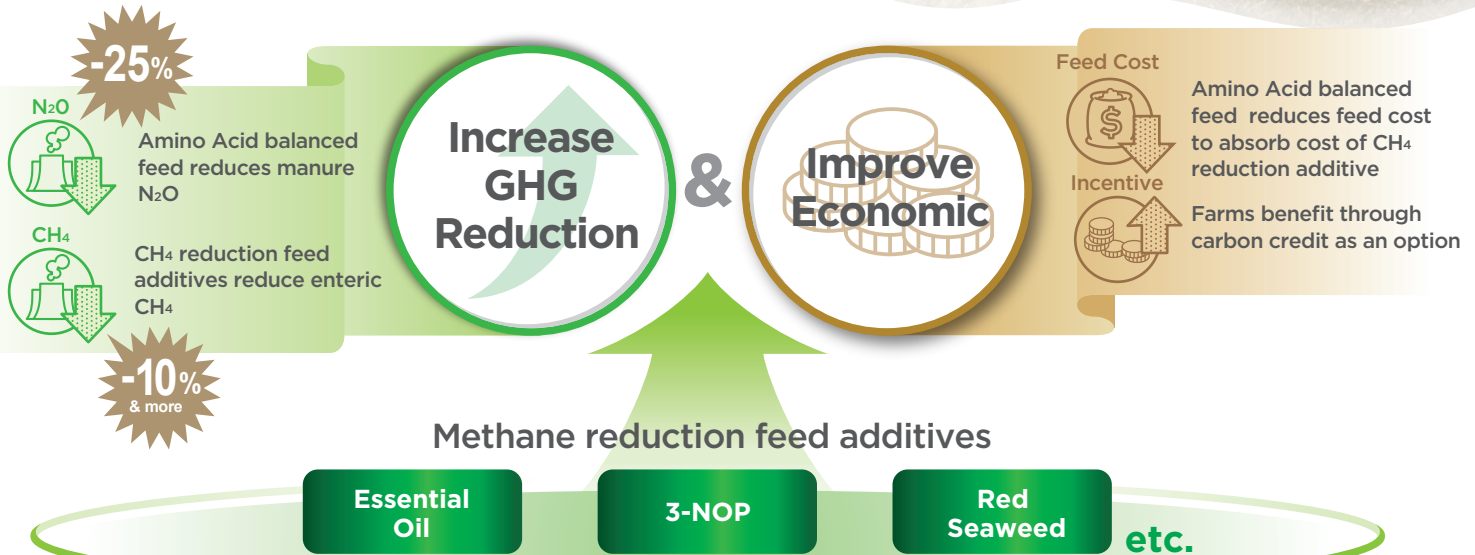 -25%
N2O
Amino Acid balanced
feed reduces manure
N2O
CH4
CH4 reduction feed
additives reduce enteric
CH4
-10%
& more
Increase
GHG
Reduction
&
Improve
Economic
Feed Cost
$
Amino Acid balanced
feed reduces feed cost
to absorb cost of CH4
reduction additive
Incentive
Farms benefit through
carbon credit as an option
Methane reduction feed additives
Essential
Oil
3-NOP
Red
Seaweed
etc.